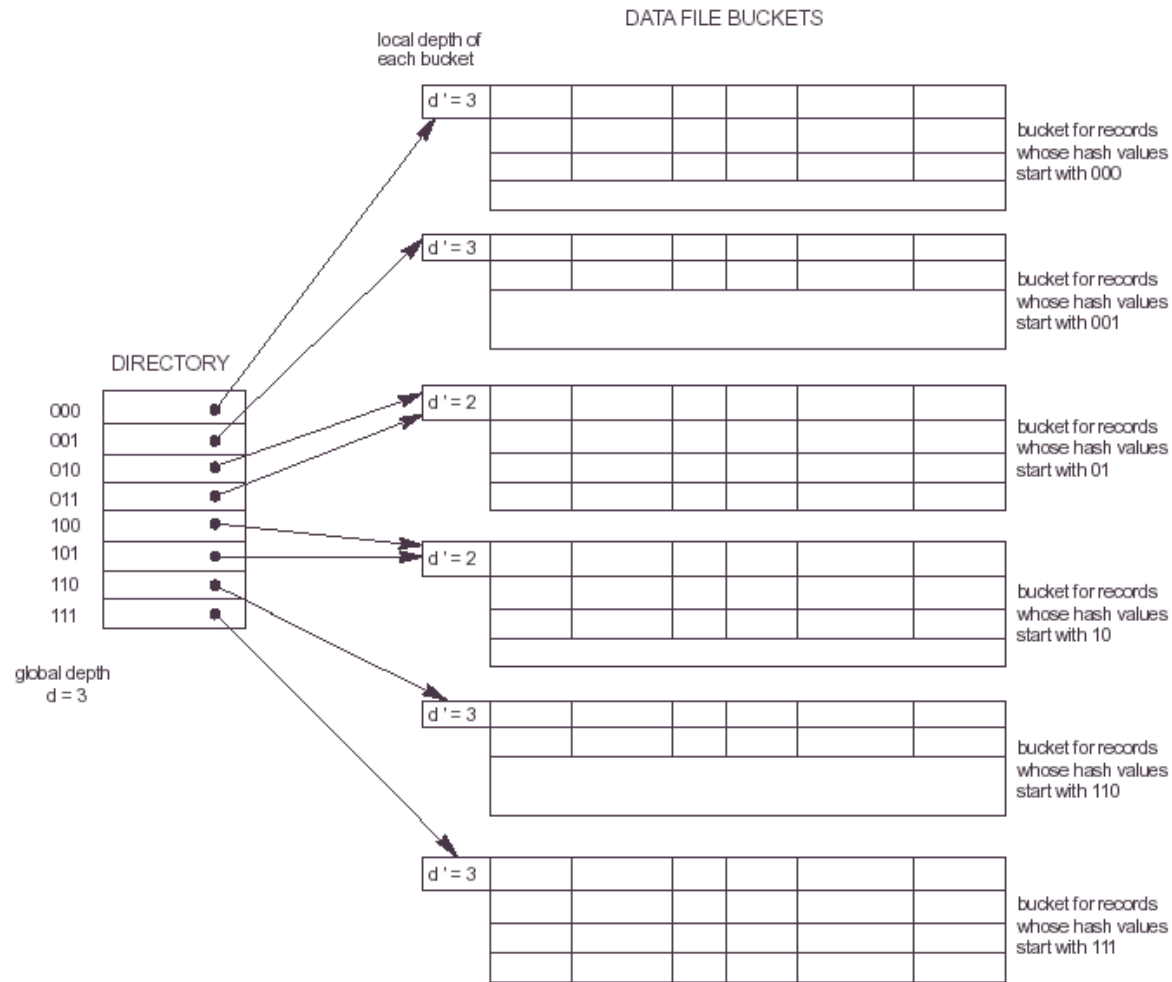 DATA FILE BUCKETS
local depth of
each bucket
d ' = 3
bucket for records
whose hash values
start with 000
d ' = 3
bucket for records
whose hash values
start with 001
DIRECTORY
000
001
010
011
100
101
110
111
global depth
d = 3
d ' = 2
bucket for records
whose hash values
start with 01
d ' = 2
bucket for records
whose hash values
start with 10
d ' = 3
bucket for records
whose hash values
start with 110
d ' = 3
bucket for records
whose hash values
start with 111